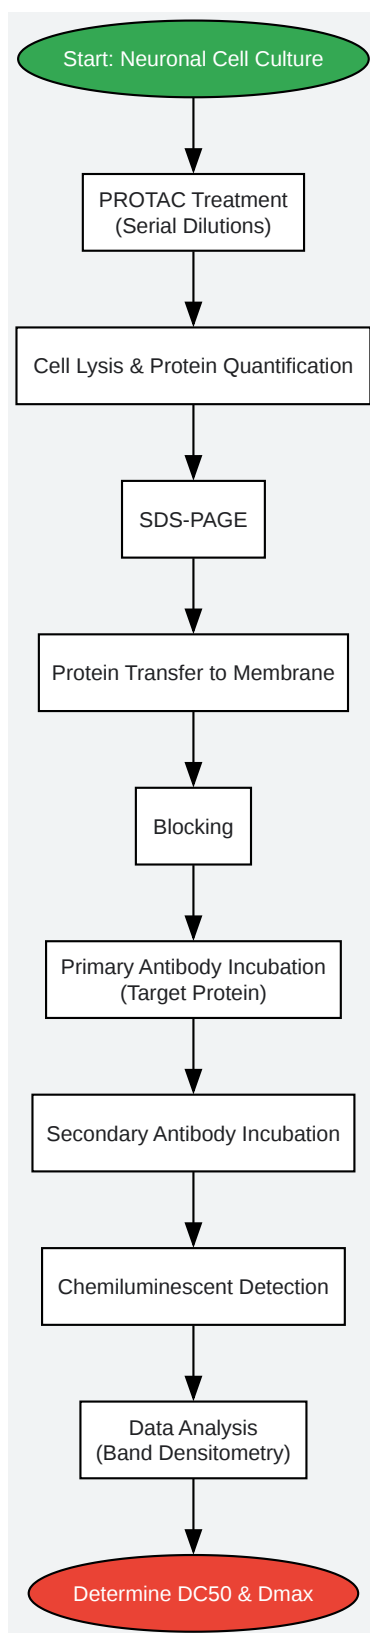 Start: Neuronal Cell Culture
PROTAC Treatment
(Serial Dilutions)
Cell Lysis & Protein Quantification
SDS-PAGE
Protein Transfer to Membrane
Blocking
Primary Antibody Incubation
(Target Protein)
Secondary Antibody Incubation
Chemiluminescent Detection
Data Analysis
(Band Densitometry)
Determine DC50 & Dmax